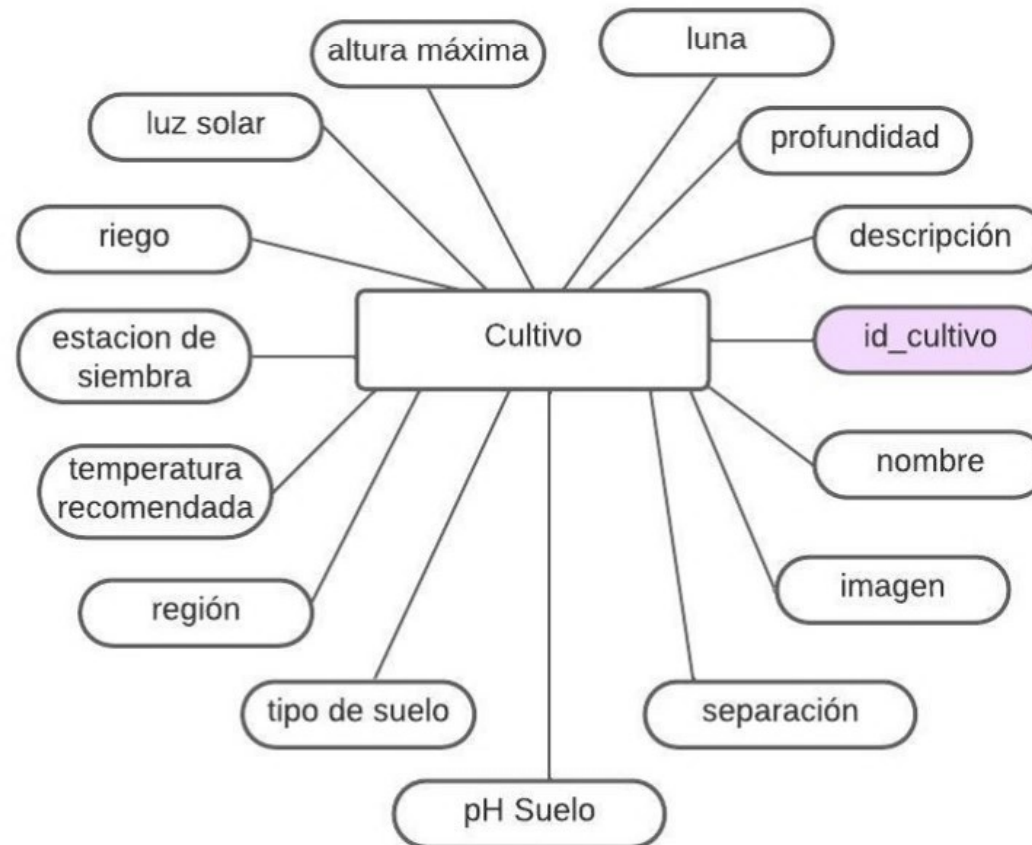 altura máxima
luna
luz solar
profundidad
riego
descripción
Cultivo
estacion de
siembra
id_cultivo
temperatura
recomendada
nombre
región
imagen
tipo de suelo
separación
pH Suelo